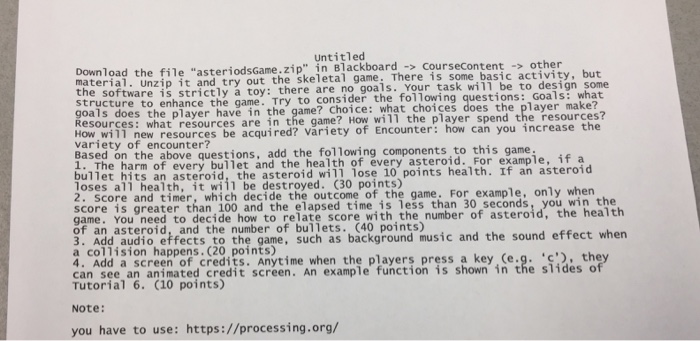 Untitled
Download the file "asteriodsGame.zip" in Blackboard -> CourseContent -> other
material. Unzip it and try out the skeletal game. There is some basic activity, but
the software is strictly a toy: there are no goals. Your task will be to design some
structure to enhance the game. Try to consider the following questions: Goals: what
goals does the player have in the game? Choice: what choices does the player make?
Resources: what resources are in the game? How will the player spend the resources?
How will new resources be acquired? Variety of Encounter: how can you increase the
variety of encounter?
Based on the above questions, add the following components to this game.
1. The harm of every bullet and the health of every asteroid. For example, if a
bullet hits an asteroid, the asteroid will lose 10 points health. If an asteroid
loses all health, it will be destroyed. (30 points)
2. Score and timer, which decide the outcome of the game. For example, only when
score is greater than 100 and the elapsed time is less than 30 seconds, you win the
game. You need to decide how to relate score with the number of asteroid, the health
of an asteroid, and the number of bullets. (40 points)
3. Add audio effects to the game, such as background music and the sound effect when
a collision happens.(20 points)
4. Add a screen of credits. Anytime when the players press a key (e.g. 'c'), they
can see an animated credit screen. An example function is shown in the slides of
Tutorial 6. (10 points)
Note:
you have to use: https://processing.org/